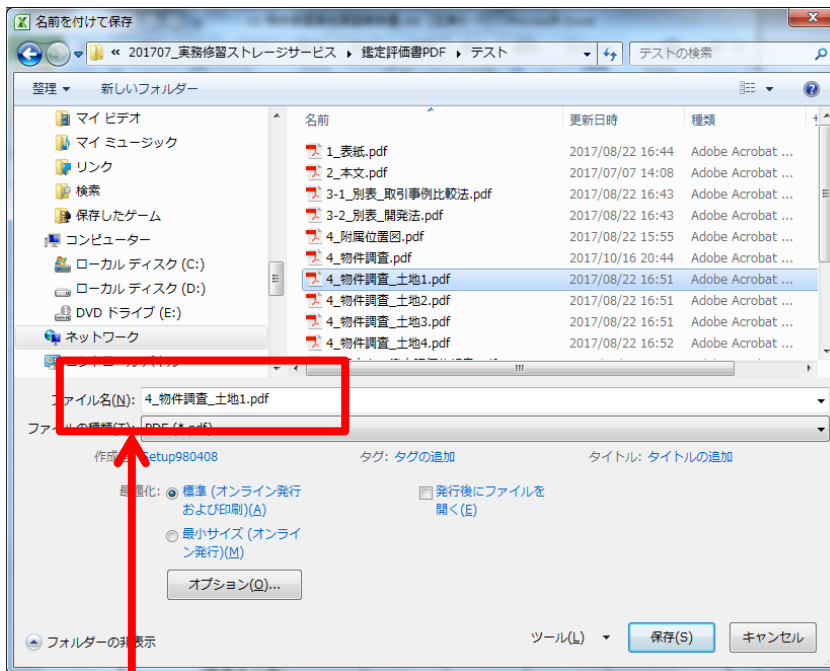 名前を付けて保存
« 201707_実務修習ストレージサービス ▸ 鑑定評価書PDF ▸ テスト
テストの検索
整理 ▼ 新しいフォルダー
マイ ビデオ
マイ ミュージック
リンク
検索
保存したゲーム
コンピューター
ローカル ディスク (C:)
ローカル ディスク (D:)
DVD ドライブ (E:)
ネットワーク
名前 更新日時 種類
1_表紙.pdf 2017/08/22 16:44 Adobe Acrobat ...
2_本文.pdf 2017/07/07 14:08 Adobe Acrobat ...
3-1_別表_取引事例比較法.pdf 2017/08/22 16:43 Adobe Acrobat ...
3-2_別表_開発法.pdf 2017/08/22 16:43 Adobe Acrobat ...
4_附属位置図.pdf 2017/08/22 15:55 Adobe Acrobat ...
4_物件調査.pdf 2017/10/16 20:44 Adobe Acrobat ...
4_物件調査_土地1.pdf 2017/08/22 16:51 Adobe Acrobat ...
4_物件調査_土地2.pdf 2017/08/22 16:51 Adobe Acrobat ...
4_物件調査_土地3.pdf 2017/08/22 16:51 Adobe Acrobat ...
4_物件調査_土地4.pdf 2017/08/22 16:52 Adobe Acrobat ...
ファイル名(N): 4_物件調査_土地1.pdf
ファイルの種類(T): PDF (*.pdf)
Setup980408 タグ: タグの追加 タイトル: タイトルの追加
標準 (オンライン発行
および印刷)(A)
最小サイズ (オンライ
ン発行)(M)
発行後にファイルを
開く(E)
オプション(O)...
フォルダーの非表示
ツール(L) ▼ 保存(S) キャンセル